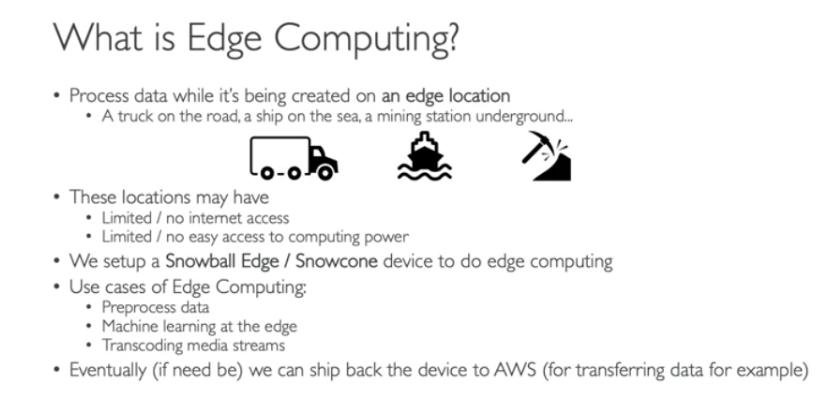 What is Edge Computing?
• Process data while it's being created on an edge location
• A truck on the road, a ship on the sea, a mining station underground...
• These locations may have
• Limited / no internet access
• Limited / no easy access to computing power
• We setup a Snowball Edge / Snowcone device to do edge computing
• Use cases of Edge Computing:
• Preprocess data
• Machine learning at the edge
• Transcoding media streams
• Eventually (if need be) we can ship back the device to AWS (for transferring data for example)